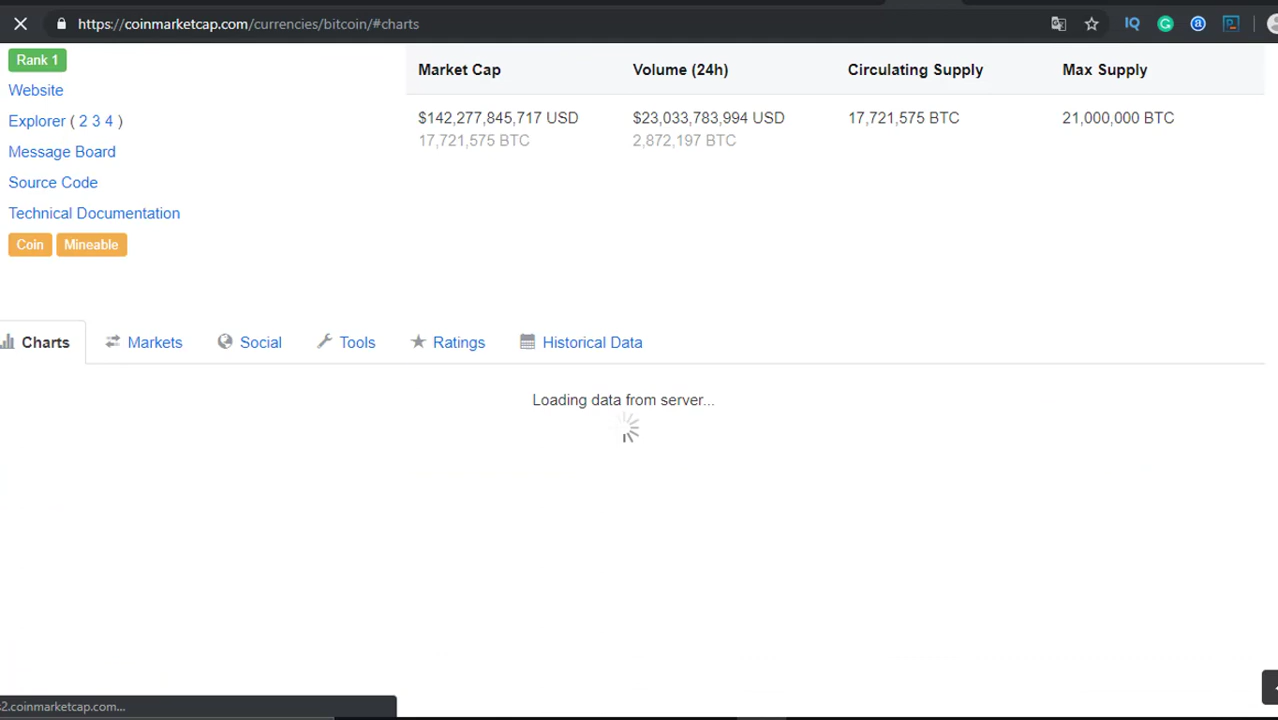 https://coinmarketcap.com/currencies/bitcoin/#charts
IQ
Rank 1
Website
Explorer ( 2 3 4 )
Message Board
Source Code
Technical Documentation
Coin Mineable
Market Cap Volume (24h) Circulating Supply Max Supply
$142,277,845,717 USD $23,033,783,994 USD 17,721,575 BTC 21,000,000 BTC
17,721,575 BTC 2,872,197 BTC
Charts Markets Social Tools Ratings Historical Data
Loading data from server...
2.coinmarketcap.com...